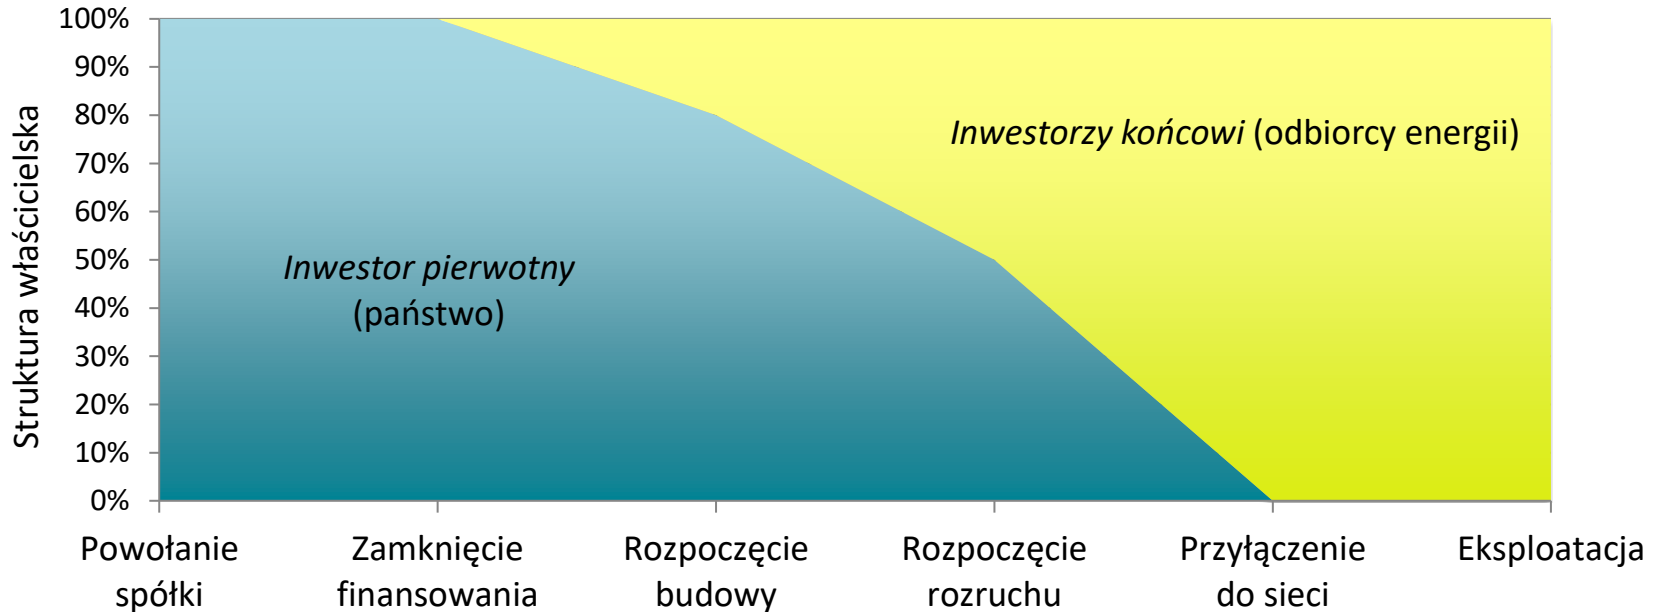 Struktura właścicielska
100%
90%
80%
70%
60%
50%
40%
30%
20%
10%
0%
Inwestorzy końcowi (odbiorcy energii)
Inwestor pierwotny
(państwo)
Powołanie
spółki
Zamknięcie
finansowania
Rozpoczęcie
budowy
Rozpoczęcie
rozruchu
Przyłączenie
do sieci
Eksploatacja